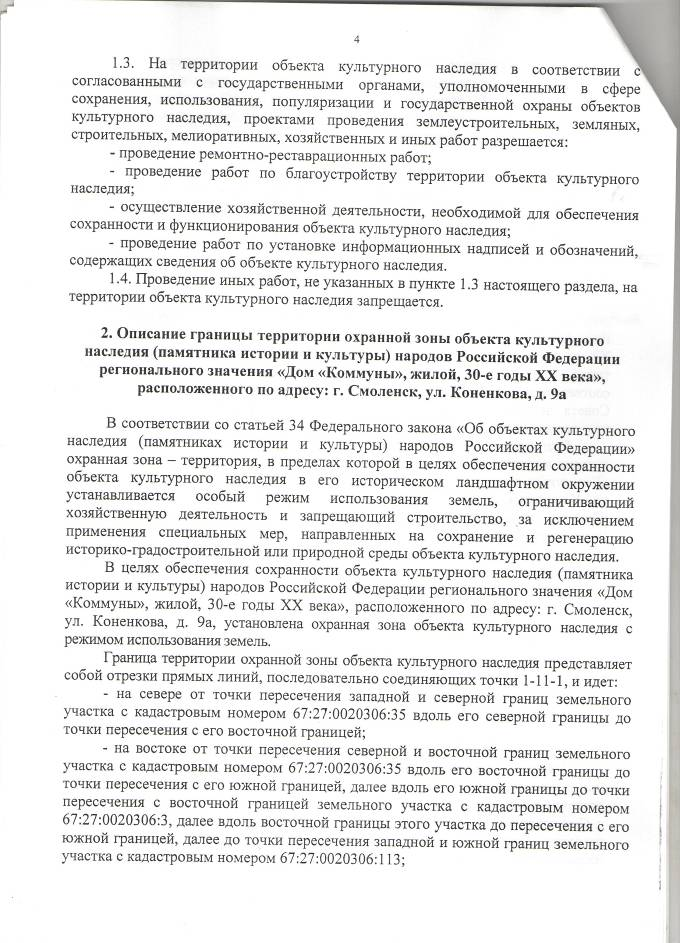 4
1.3. На территории объекта культурного наследия в соответствии с
согласованными с государственными органами, уполномоченными в сфере
сохранения, использования, популяризации и государственной охраны объектов
культурного наследия, проектами проведения землеустроительных, земляных,
строительных, мелиоративных, хозяйственных и иных работ разрешается:
- проведение ремонтно-реставрационных работ;
- проведение работ по благоустройству территории объекта культурного
наследия;
- осуществление хозяйственной деятельности, необходимой для обеспечения
сохранности и функционирования объекта культурного наследия;
- проведение работ по установке информационных надписей и обозначений,
содержащих сведения об объекте культурного наследия.
1.4. Проведение иных работ, не указанных в пункте 1.3 настоящего раздела, на
территории объекта культурного наследия запрещается.
2. Описание границы территории охранной зоны объекта культурного
наследия (памятника истории и культуры) народов Российской Федерации
регионального значения «Дом «Коммуны», жилой, 30-е годы XX века»,
расположенного по адресу: г. Смоленск, ул. Коненкова, д. 9а
В соответствии со статьей 34 Федерального закона «Об объектах культурного
наследия (памятниках истории и культуры) народов Российской Федерации»
охранная зона – территория, в пределах которой в целях обеспечения сохранности
объекта культурного наследия в его историческом ландшафтном окружении
устанавливается особый режим использования земель, ограничивающий
хозяйственную деятельность и запрещающий строительство, за исключением
применения специальных мер, направленных на сохранение и регенерацию
историко-градостроительной или природной среды объекта культурного наследия.
В целях обеспечения сохранности объекта культурного наследия (памятника
истории и культуры) народов Российской Федерации регионального значения «Дом
«Коммуны», жилой, 30-е годы XX века», расположенного по адресу: г. Смоленск,
ул. Коненкова, д. 9а, установлена охранная зона объекта культурного наследия с
режимом использования земель.
Граница территории охранной зоны объекта культурного наследия представляет
собой отрезки прямых линий, последовательно соединяющих точки 1-11-1, и идет:
- на севере от точки пересечения западной и северной границ земельного
участка с кадастровым номером 67:27:0020306:35 вдоль его северной границы до
точки пересечения с его восточной границей;
- на востоке от точки пересечения северной и восточной границ земельного
участка с кадастровым номером 67:27:0020306:35 вдоль его восточной границы до
точки пересечения с его южной границей, далее вдоль его южной границы до точки
пересечения с восточной границей земельного участка с кадастровым номером
67:27:0020306:3, далее вдоль восточной границы этого участка до пересечения с его
южной границей, далее до точки пересечения западной и южной границ земельного
участка с кадастровым номером 67:27:0020306:113;